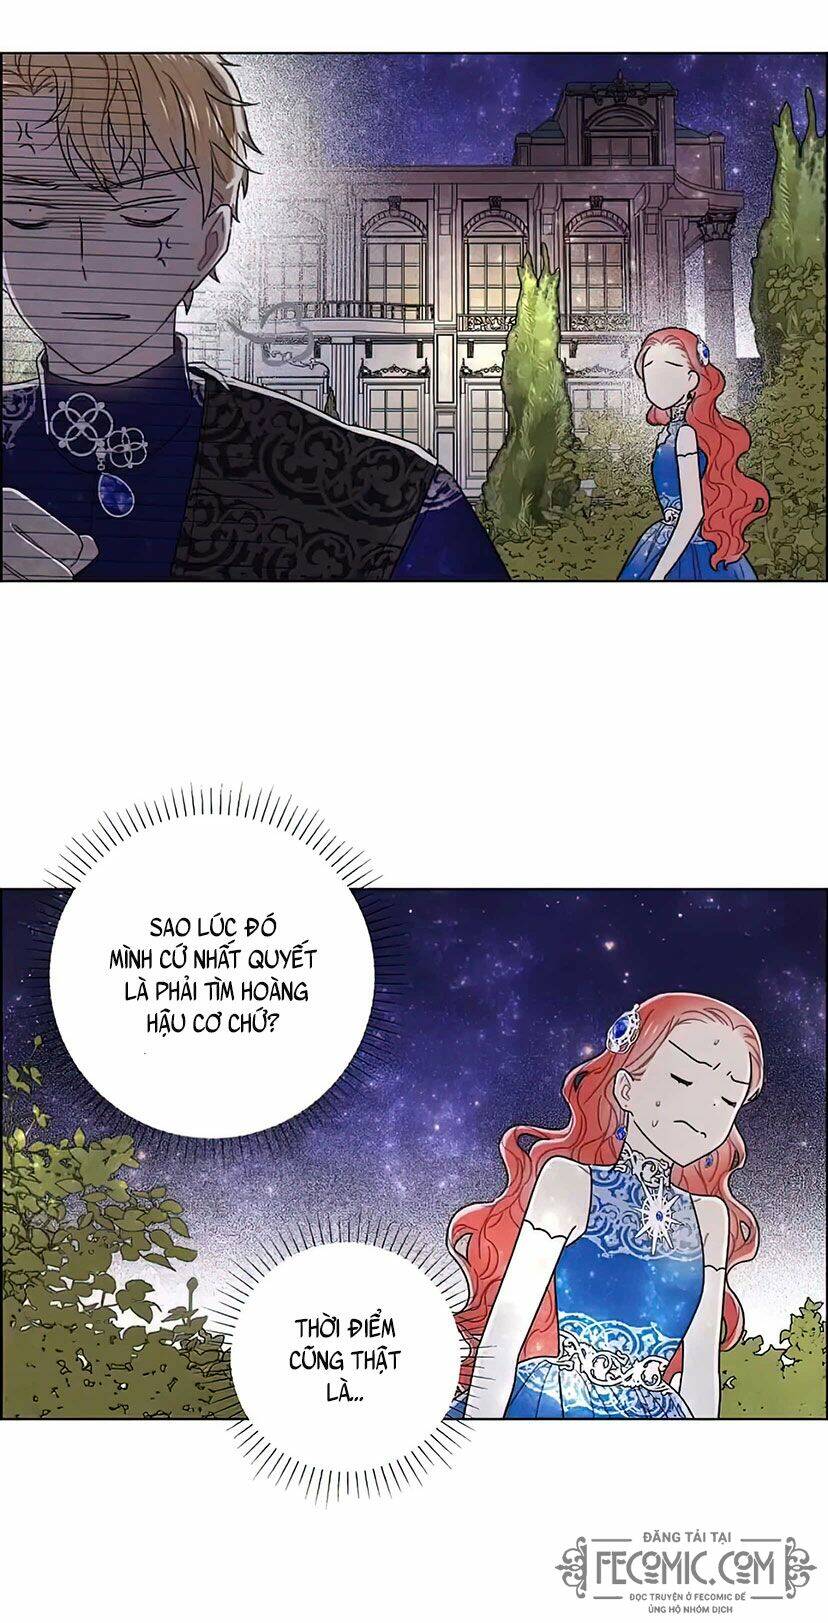 SAO LÚC ĐÓ
MÌNH CỨ NHẤT QUYẾT
LÀ PHẢI TÌM HOÀNG
HẬU CƠ CHỨ?
THỜI ĐIỂM
CŨNG THẬT
LÀ...
ĐĂNG TẢI TẠI
FECOMIC.COM
ĐỌC TRUYỆN Ở FECOMIC ĐỂ
ỦNG HỘ NHÓM DỊCH